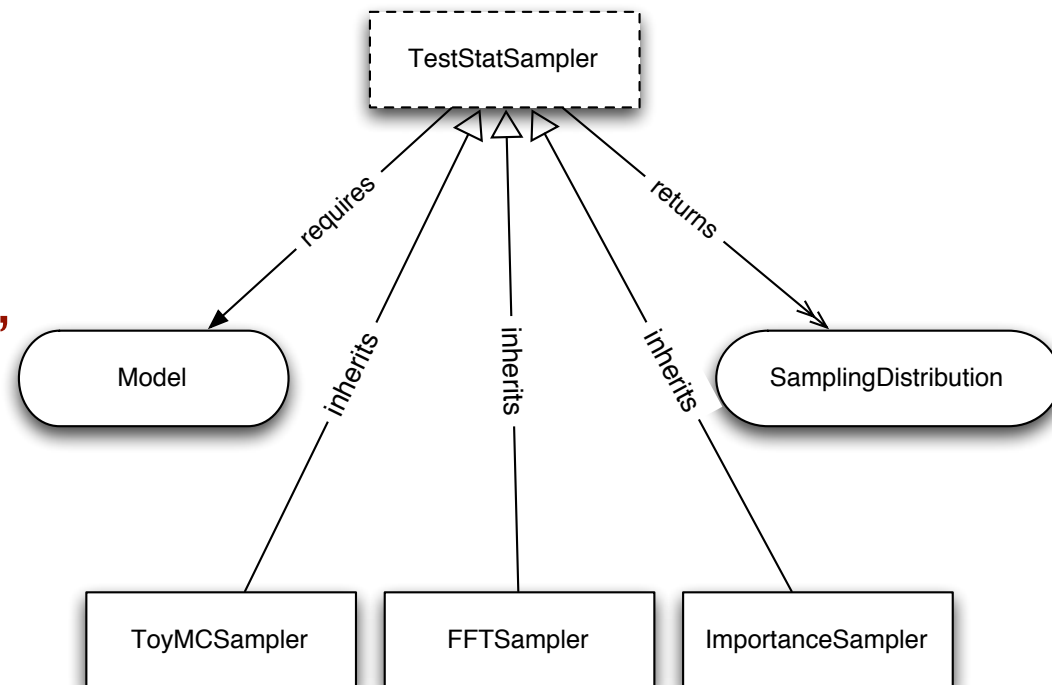 TestStatSampler
requires
returns
,
Model
inherits
inherits
inherits
SamplingDistribution
ToyMCSampler
FFTSampler
ImportanceSampler